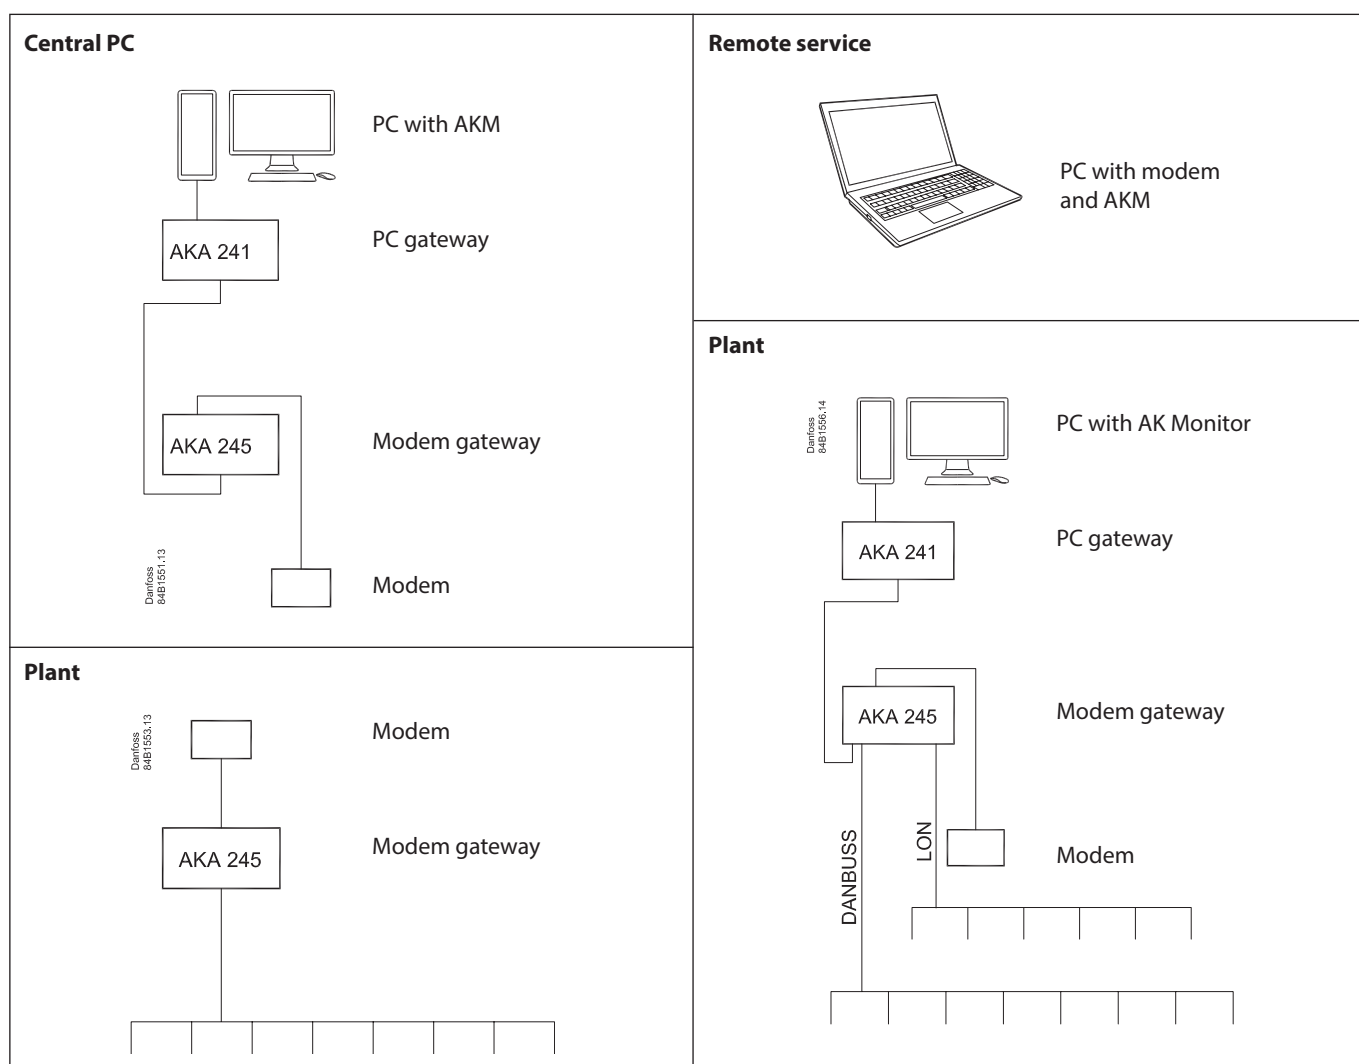 Central PC
PC with AKM
AKA 241
PC gateway
AKA 245
Modem gateway
Danfoss
84B1551.13
Modem
Plant
Danfoss
84B1553.13
Modem
AKA 245
Modem gateway
Remote service
PC with modem
and AKM
Plant
Danfoss
84B1556.14
PC with AK Monitor
AKA 241
PC gateway
AKA 245
Modem gateway
DANBUSS
LON
Modem